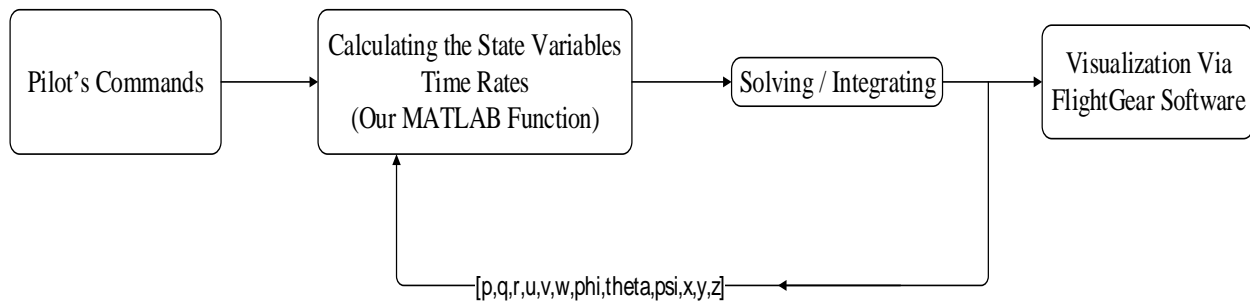 Pilot's Commands
Calculating the State Variables
Time Rates
(Our MATLAB Function)
Solving / Integrating
Visualization Via
FlightGear Software
[p,q,r,u,v,w,phi,theta,psi,x,y,z]